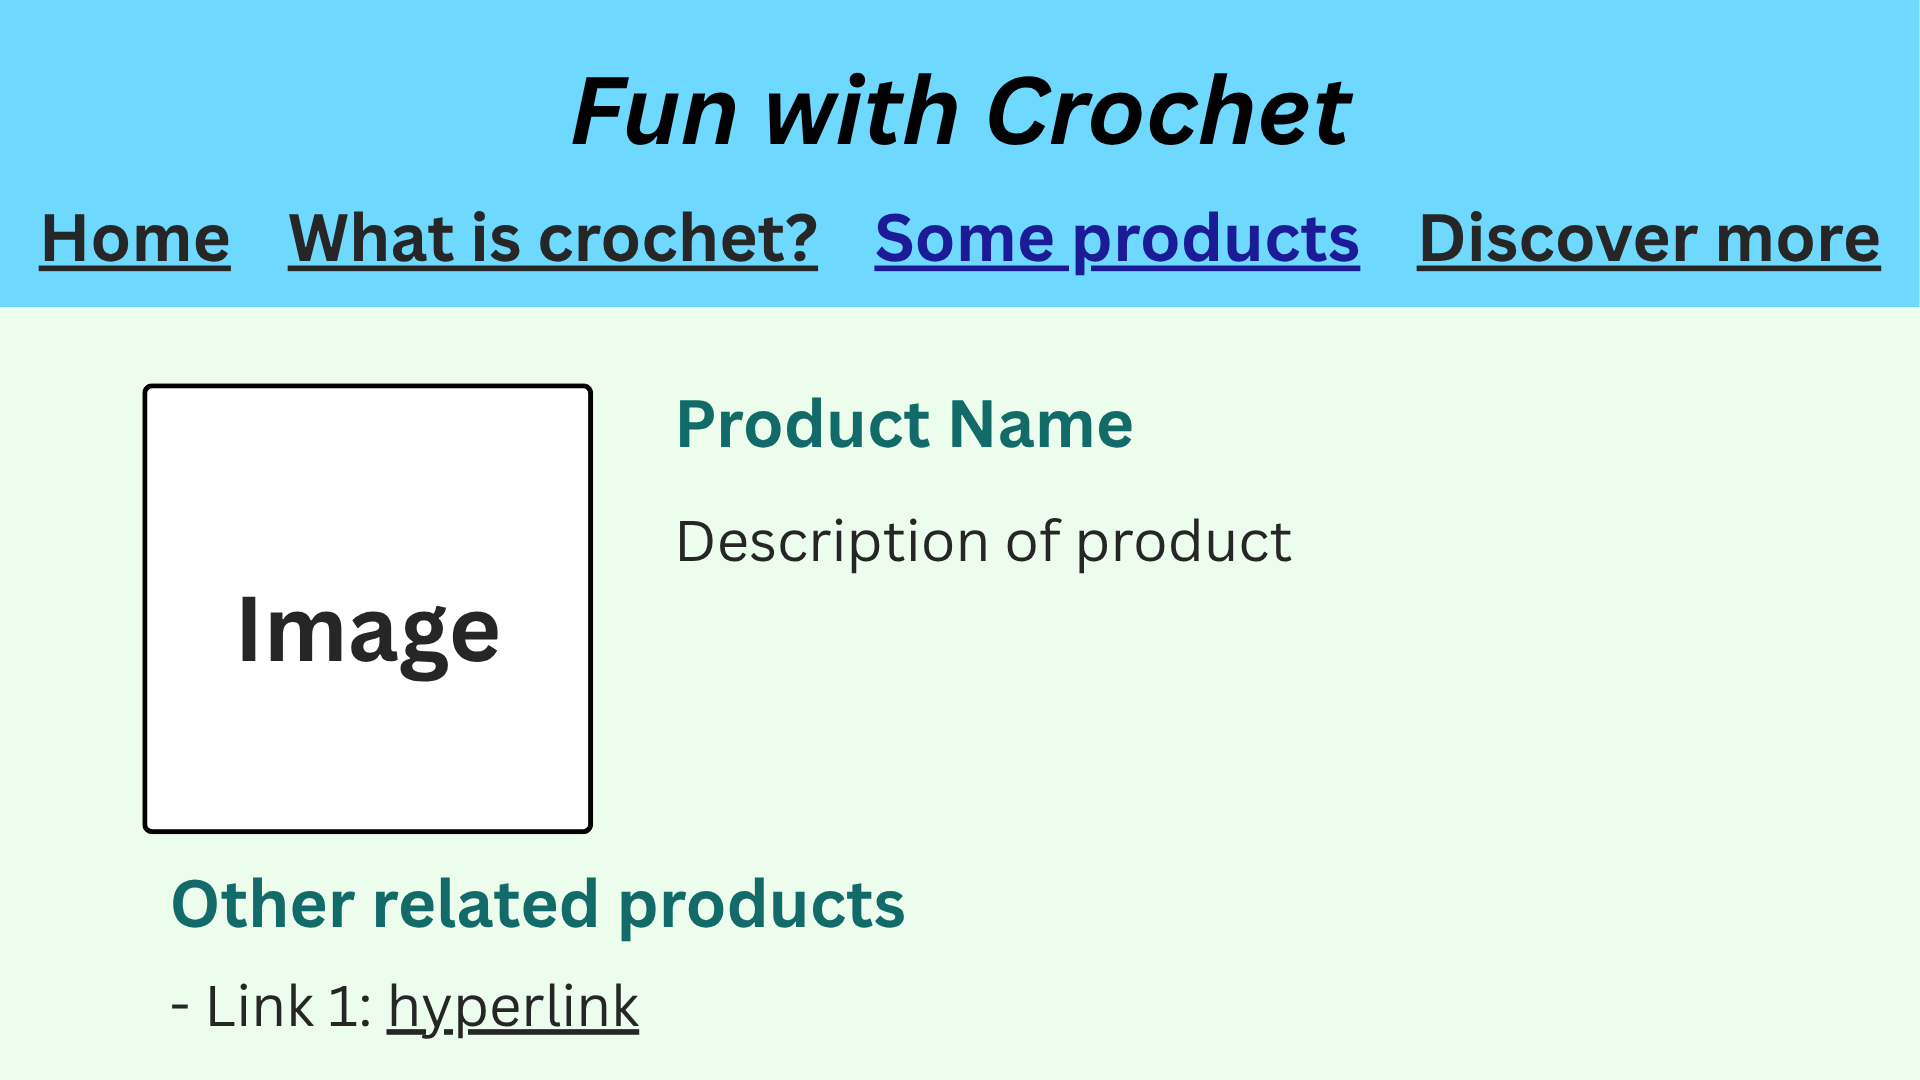 Fun with Crochet
Home What is crochet? Some products Discover more
Image
Product Name
Description of product
Other related products
- Link 1: hyperlink